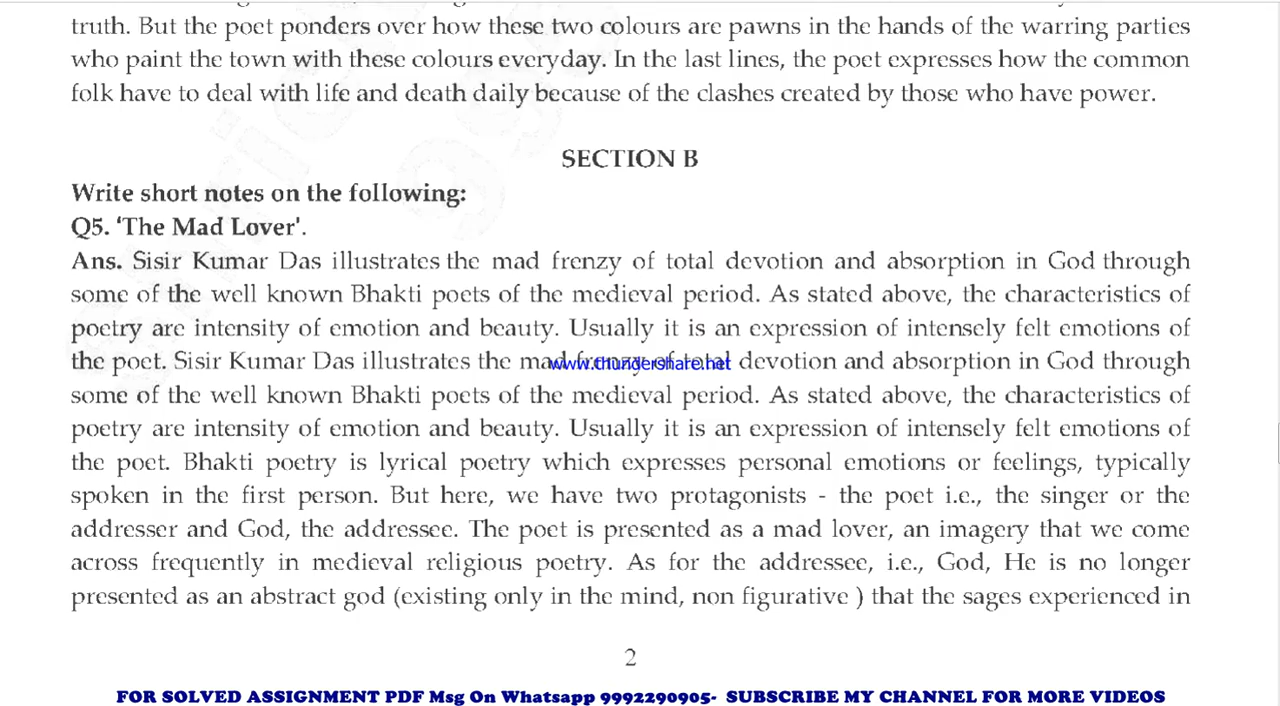 truth. But the poet ponders over how these two colours are pawns in the hands of the warring parties
who paint the town with these colours everyday. In the last lines, the poet expresses how the common
folk have to deal with life and death daily because of the clashes created by those who have power.
SECTION B
Write short notes on the following:
Q5. 'The Mad Lover'.
Ans. Sisir Kumar Das illustrates the mad frenzy of total devotion and absorption in God through
some of the well known Bhakti poets of the medieval period. As stated above, the characteristics of
poetry are intensity of emotion and beauty. Usually it is an expression of intensely felt emotions of
the poet. Sisir Kumar Das illustrates the mad frenzy of total devotion and absorption in God through
www.thundershare.net
some of the well known Bhakti poets of the medieval period. As stated above, the characteristics of
poetry are intensity of emotion and beauty. Usually it is an expression of intensely felt emotions of
the poet. Bhakti poetry is lyrical poetry which expresses personal emotions or feelings, typically
spoken in the first person. But here, we have two protagonists - the poet i.e., the singer or the
addresser and God, the addressee. The poet is presented as a mad lover, an imagery that we come
across frequently in medieval religious poetry. As for the addressee, i.e., God, He is no longer
presented as an abstract god (existing only in the mind, non figurative ) that the sages experienced in
2
FOR SOLVED ASSIGNMENT PDF Msg On Whatsapp 9992290905- SUBSCRIBE MY CHANNEL FOR MORE VIDEOS